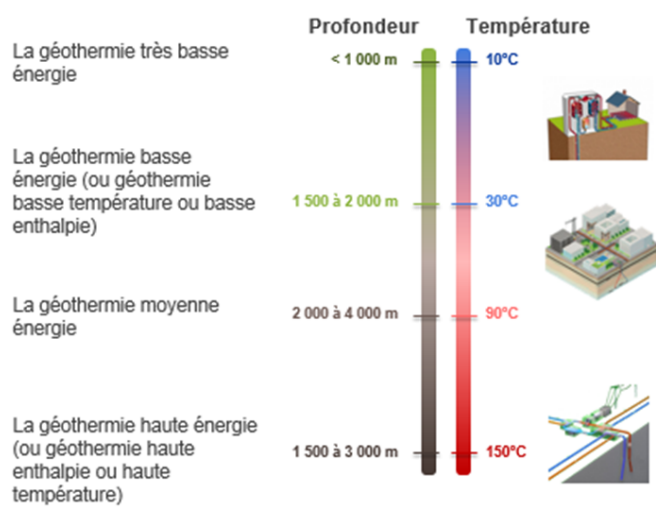 Profondeur Température
La géothermie très basse
énergie
< 1 000 m 10°C
La géothermie basse
énergie (ou géothermie
basse température ou basse
enthalpie)
1 500 à 2 000 m 30°C
La géothermie moyenne
énergie
2 000 à 4 000 m 90°C
La géothermie haute énergie
(ou géothermie haute
enthalpie ou haute
température)
1 500 à 3 000 m 150°C